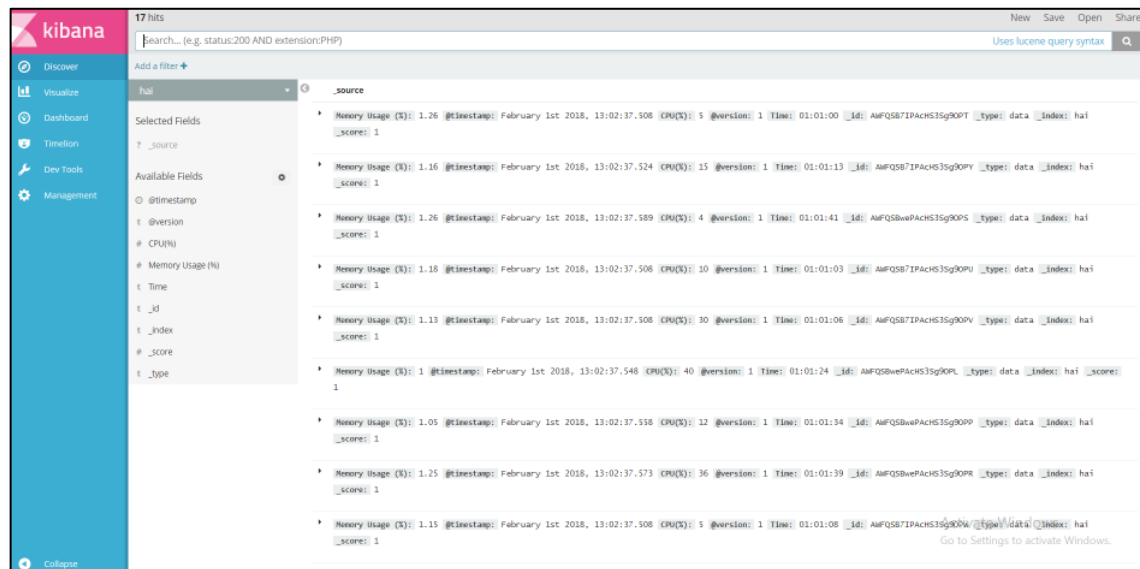 kibana
Discover
Visualize
Dashboard
Timelion
Dev Tools
Management
Collapse
17 hits
New Save Open Share
Search... (e.g. status:200 AND extension:PHP)
Uses lucene query syntax
Add a filter +
hai
Selected Fields
? _source
Available Fields
@timestamp
t @version
# CPU(%)
# Memory Usage (%)
t Time
t _id
t _index
# _score
t _type
_source
Memory Usage (%): 1.26 @timestamp: February 1st 2018, 13:02:37.508 CPU(%): 5 @version: 1 Time: 01:01:00 _id: AWFQSB7IPAcHS3Sg9OPT _type: data _index: hai
_score: 1
Memory Usage (%): 1.16 @timestamp: February 1st 2018, 13:02:37.524 CPU(%): 15 @version: 1 Time: 01:01:13 _id: AWFQSB7IPAcHS3Sg9OPY _type: data _index: hai
_score: 1
Memory Usage (%): 1.26 @timestamp: February 1st 2018, 13:02:37.589 CPU(%): 4 @version: 1 Time: 01:01:41 _id: AWFQSBwePAcHS3Sg9OPS _type: data _index: hai
_score: 1
Memory Usage (%): 1.18 @timestamp: February 1st 2018, 13:02:37.508 CPU(%): 10 @version: 1 Time: 01:01:03 _id: AWFQSB7IPAcHS3Sg9OPU _type: data _index: hai
_score: 1
Memory Usage (%): 1.13 @timestamp: February 1st 2018, 13:02:37.508 CPU(%): 30 @version: 1 Time: 01:01:06 _id: AWFQSB7IPAcHS3Sg9OPV _type: data _index: hai
_score: 1
Memory Usage (%): 1 @timestamp: February 1st 2018, 13:02:37.548 CPU(%): 40 @version: 1 Time: 01:01:24 _id: AWFQSBwePAcHS3Sg9OPL _type: data _index: hai _score:
1
Memory Usage (%): 1.05 @timestamp: February 1st 2018, 13:02:37.558 CPU(%): 12 @version: 1 Time: 01:01:34 _id: AWFQSBwePAcHS3Sg9OPP _type: data _index: hai
_score: 1
Memory Usage (%): 1.25 @timestamp: February 1st 2018, 13:02:37.573 CPU(%): 36 @version: 1 Time: 01:01:39 _id: AWFQSBwePAcHS3Sg9OPR _type: data _index: hai
_score: 1
Memory Usage (%): 1.15 @timestamp: February 1st 2018, 13:02:37.508 CPU(%): 5 @version: 1 Time: 01:01:08 _id: _type: data _index: hai
_score: 1
Activate Windows
Go to Settings to activate Windows.